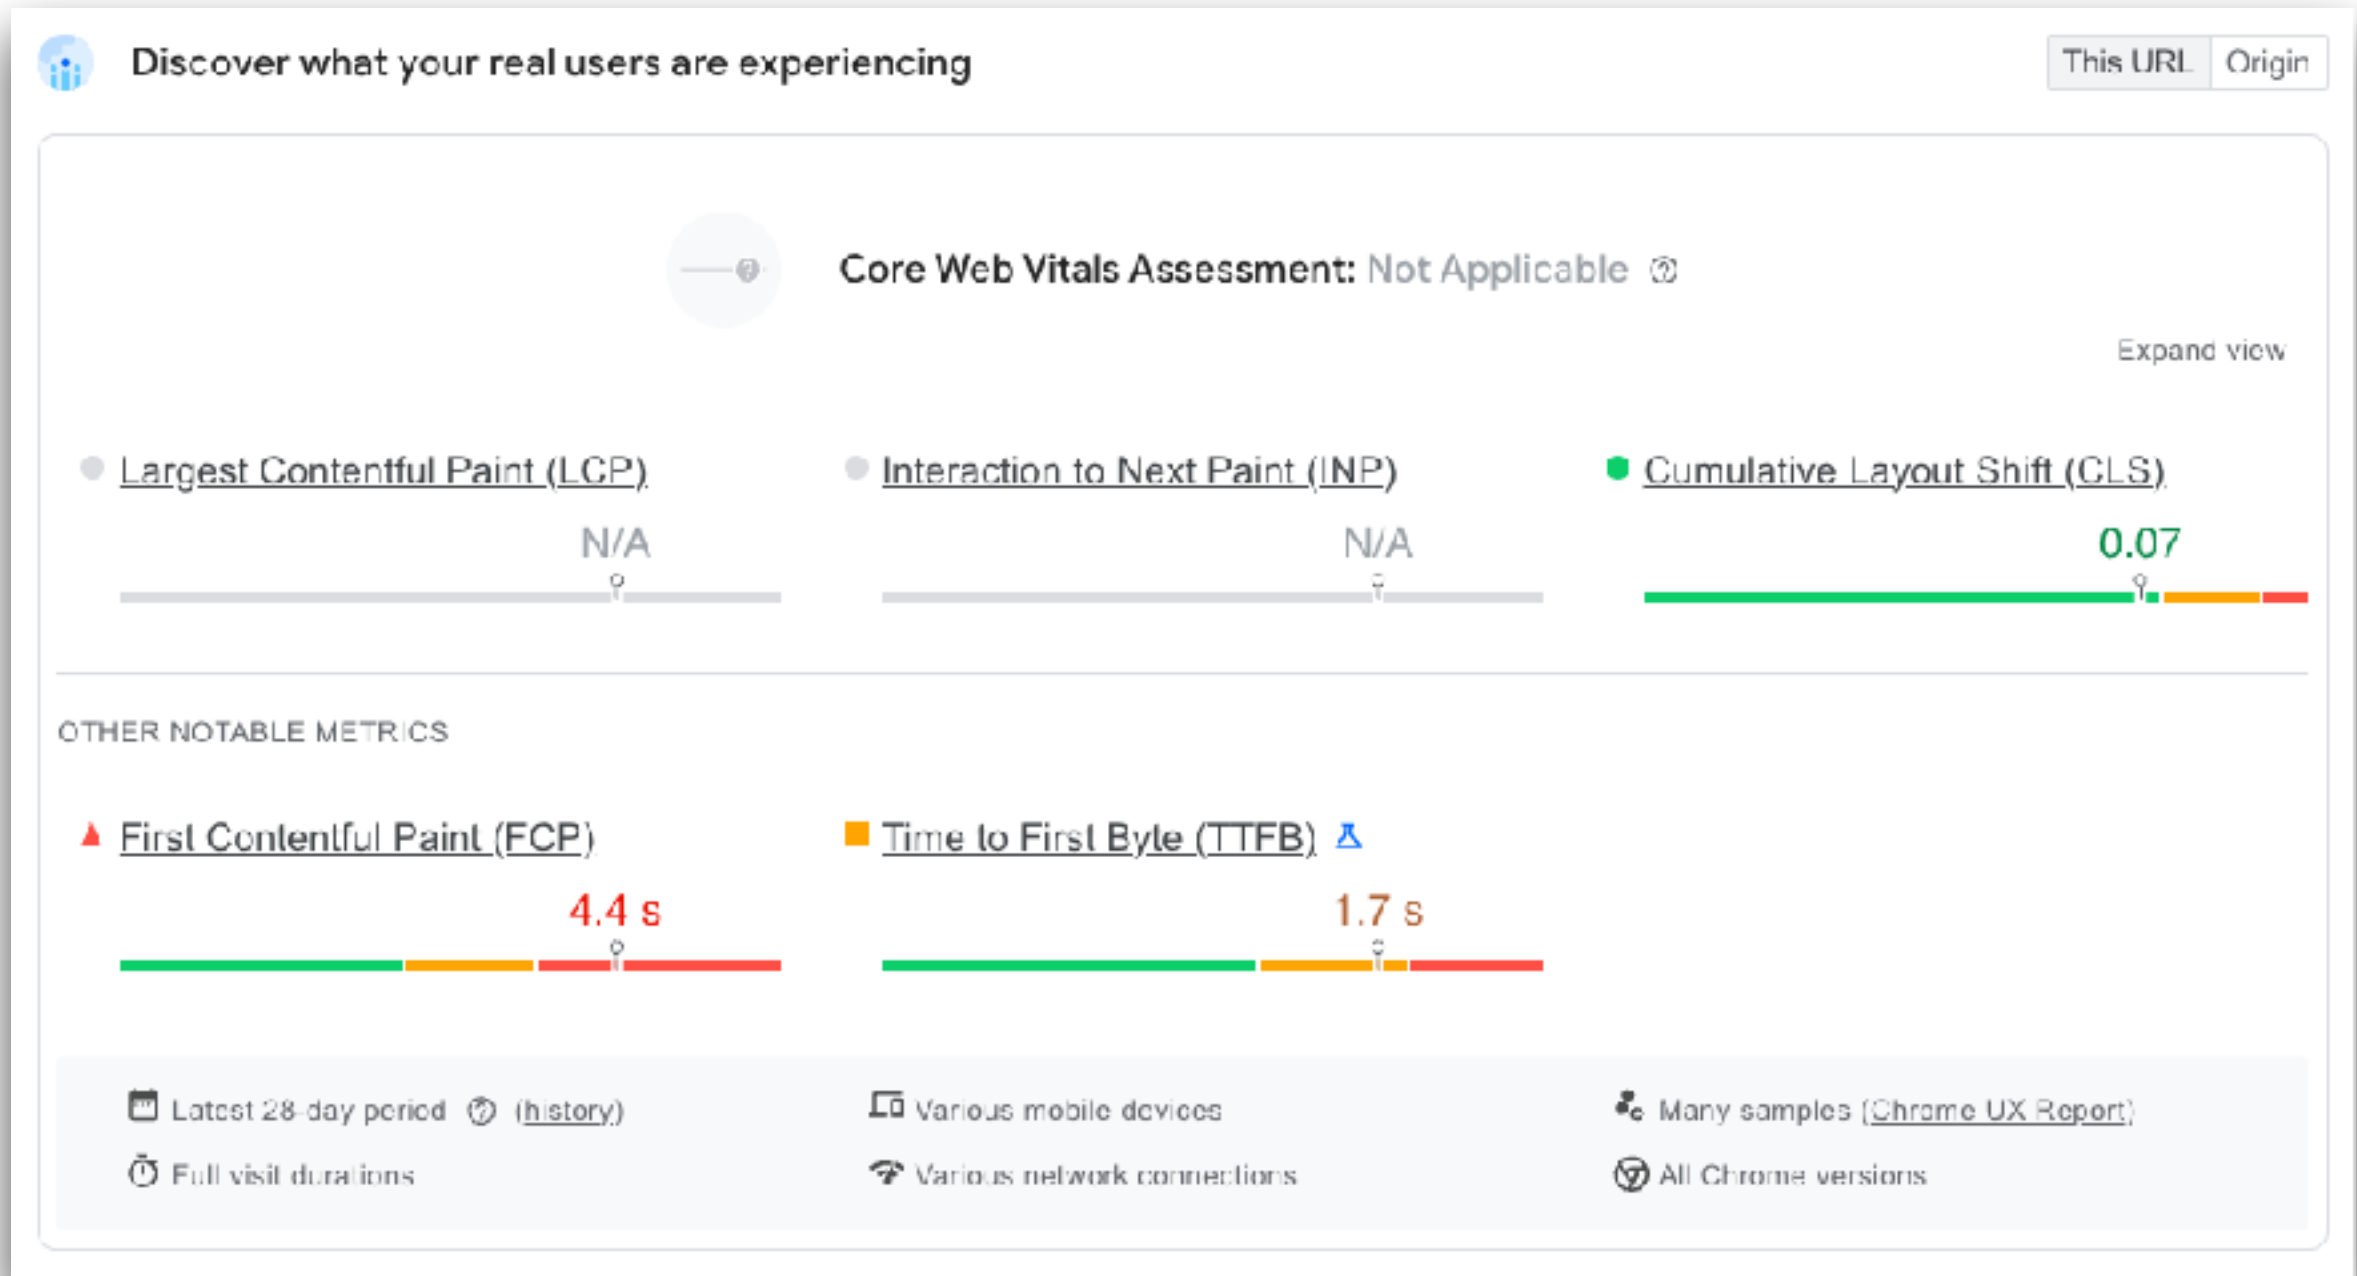 Discover what your real users are experiencing
This URL Origin
Core Web Vitals Assessment: Not Applicable
Expand view
Largest Contentful Paint (LCP) Interaction to Next Paint (INP) Cumulative Layout Shift (CLS)
N/A N/A 0.07
OTHER NOTABLE METRICS
First Contentful Paint (FCP) Time to First Byte (TTFB)
4.4 s 1.7 s
Latest 28-day period (history) Various mobile devices Many samples (Chrome UX Report)
Full visit durations Various network connections All Chrome versions